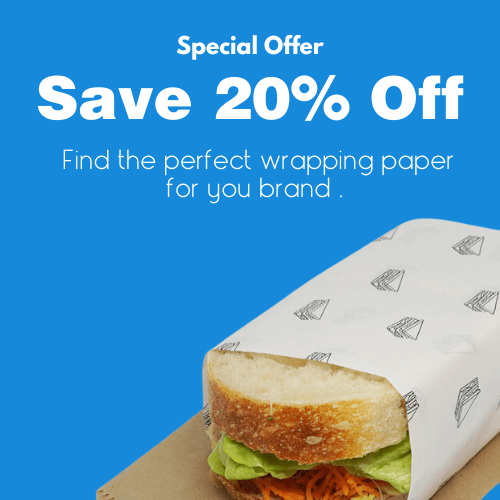 Special Offer
Save 20% Off
Find the perfect wrapping paper
for you brand .